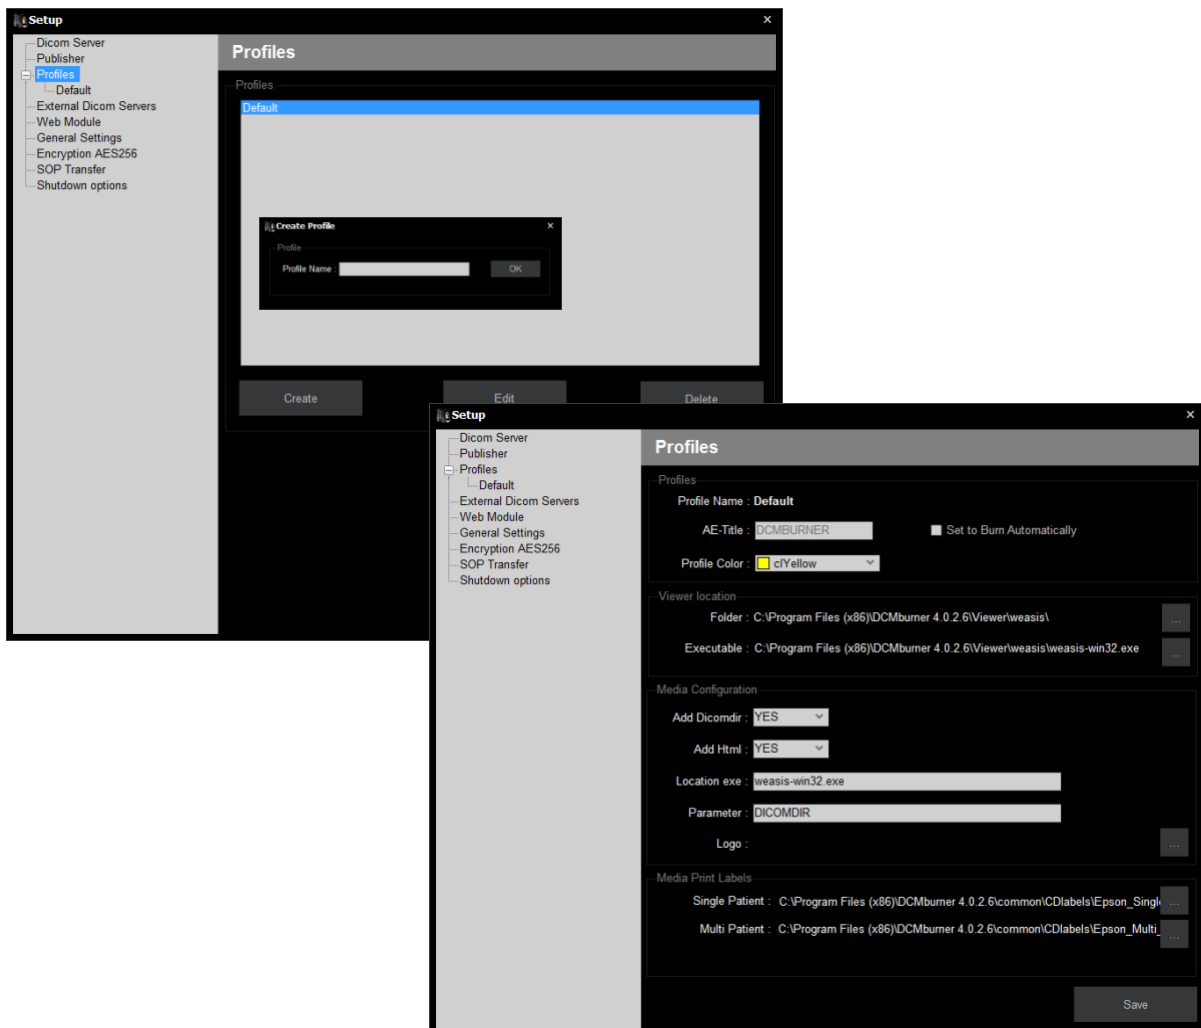 Setup
Dicom Server
Publisher
Profiles
Default
External Dicom Servers
Web Module
General Settings
Encryption AES256
SOP Transfer
Shutdown options
Profiles
Profiles
Default
Create Profile
Profile
Profile Name :
OK
Create
Edit
Delete
Setup
Dicom Server
Publisher
Profiles
Default
External Dicom Servers
Web Module
General Settings
Encryption AES256
SOP Transfer
Shutdown options
Profiles
Profiles
Profile Name : Default
AE-Title : DCMBURNER Set to Burn Automatically
Profile Color : clYellow
Viewer location
Folder : C:\Program Files (x86)\DCMburner 4.0.2.6\Viewer\weasis\ ...
Executable : C:\Program Files (x86)\DCMburner 4.0.2.6\Viewer\weasis\weasis-win32.exe ...
Media Configuration
Add Dicomdir : YES
Add Html : YES
Location exe : weasis-win32.exe
Parameter : DICOMDIR
Logo : ...
Media Print Labels
Single Patient : C:\Program Files (x86)\DCMburner 4.0.2.6\common\CDlabels\Epson_Singl ...
Multi Patient : C:\Program Files (x86)\DCMburner 4.0.2.6\common\CDlabels\Epson_Multi_ ...
Save